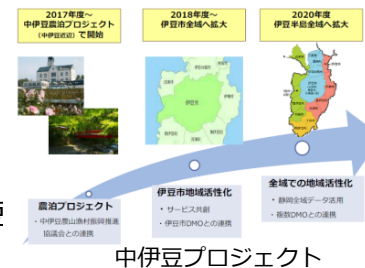 2017年度～
中伊豆農泊プロジェクト
（中伊豆近辺）で開始
2018年度～
伊豆市全域へ拡大
2020年度
伊豆半島全域へ拡大
伊豆市
農泊プロジェクト
・中伊豆農山漁村振興推進
協議会との連携
伊豆市地域活性化
・サービス共創
・伊豆市DMOとの連携
全域での地域活性化
・静岡全域データ活用
・複数DMOとの連携
中伊豆プロジェクト